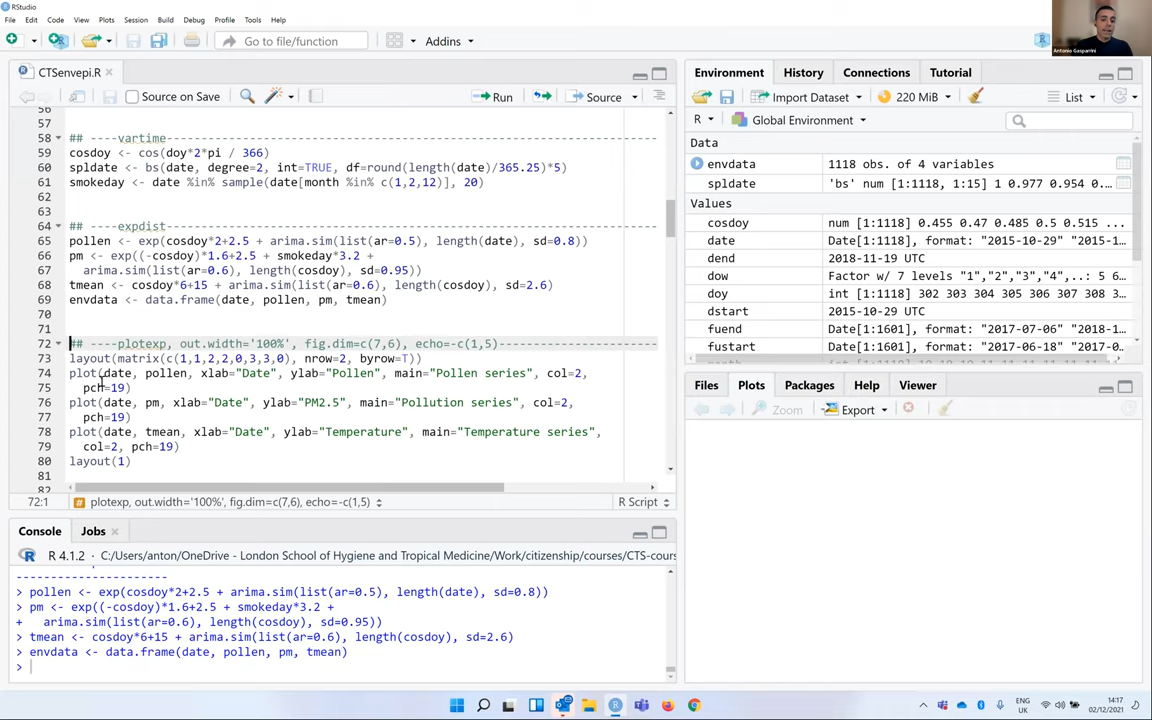 RStudio
File Edit Code View Plots Session Build Debug Profile Tools Help
Go to file/function
Addins
Antonio Gasparrini
CTSenvepi.R
Source on Save
Run
Source
56
57
58 ## ----vartime--------------------------------------------------------------
59 cosdoy <- cos(doy*2*pi / 366)
60 spldate <- bs(date, degree=2, int=TRUE, df=round(length(date)/365.25)*5)
61 smokeday <- date %in% sample(date[month %in% c(1,2,12)], 20)
62
63
64 ## ----expdist--------------------------------------------------------------
65 pollen <- exp(cosdoy*2+2.5 + arima.sim(list(ar=0.5), length(date), sd=0.8))
66 pm <- exp((-cosdoy)*1.6+2.5 + smokeday*3.2 +
67 arima.sim(list(ar=0.6), length(cosdoy), sd=0.95))
68 tmean <- cosdoy*6+15 + arima.sim(list(ar=0.6), length(cosdoy), sd=2.6)
69 envdata <- data.frame(date, pollen, pm, tmean)
70
71
72 ## ----plotexp, out.width='100%', fig.dim=c(7,6), echo=-c(1,5)-----------------------
73 layout(matrix(c(1,1,2,2,0,3,3,0), nrow=2, byrow=T))
74 plot(date, pollen, xlab="Date", ylab="Pollen", main="Pollen series", col=2,
75 pch=19)
76 plot(date, pm, xlab="Date", ylab="PM2.5", main="Pollution series", col=2,
77 pch=19)
78 plot(date, tmean, xlab="Date", ylab="Temperature", main="Temperature series",
79 col=2, pch=19)
80 layout(1)
81
82
72:1 plotexp, out.width='100%', fig.dim=c(7,6), echo=-c(1,5) R Script
Console Jobs
R 4.1.2 · C:/Users/anton/OneDrive - London School of Hygiene and Tropical Medicine/Work/citizenship/courses/CTS-cours
----------------------
> pollen <- exp(cosdoy*2+2.5 + arima.sim(list(ar=0.5), length(date), sd=0.8))
> pm <- exp((-cosdoy)*1.6+2.5 + smokeday*3.2 +
+ arima.sim(list(ar=0.6), length(cosdoy), sd=0.95))
> tmean <- cosdoy*6+15 + arima.sim(list(ar=0.6), length(cosdoy), sd=2.6)
> envdata <- data.frame(date, pollen, pm, tmean)
>
Environment History Connections Tutorial
Import Dataset 220 MiB List
R Global Environment
Data
envdata 1118 obs. of 4 variables
spldate 'bs' num [1:1118, 1:15] 1 0.977 0.954 0....
Values
cosdoy num [1:1118] 0.455 0.47 0.485 0.5 0.515 ...
date Date[1:1118], format: "2015-10-29" "2015-1...
dend 2018-11-19 UTC
dow Factor w/ 7 levels "1","2","3","4",..: 5 6...
doy int [1:1118] 302 303 304 305 306 307 308 3...
dstart 2015-10-29 UTC
fuend Date[1:1601], format: "2017-07-06" "2018-1...
fustart Date[1:1601], format: "2017-06-18" "2017-0...
Files Plots Packages Help Viewer
Zoom Export
ENG
UK
14:17
02/12/2021